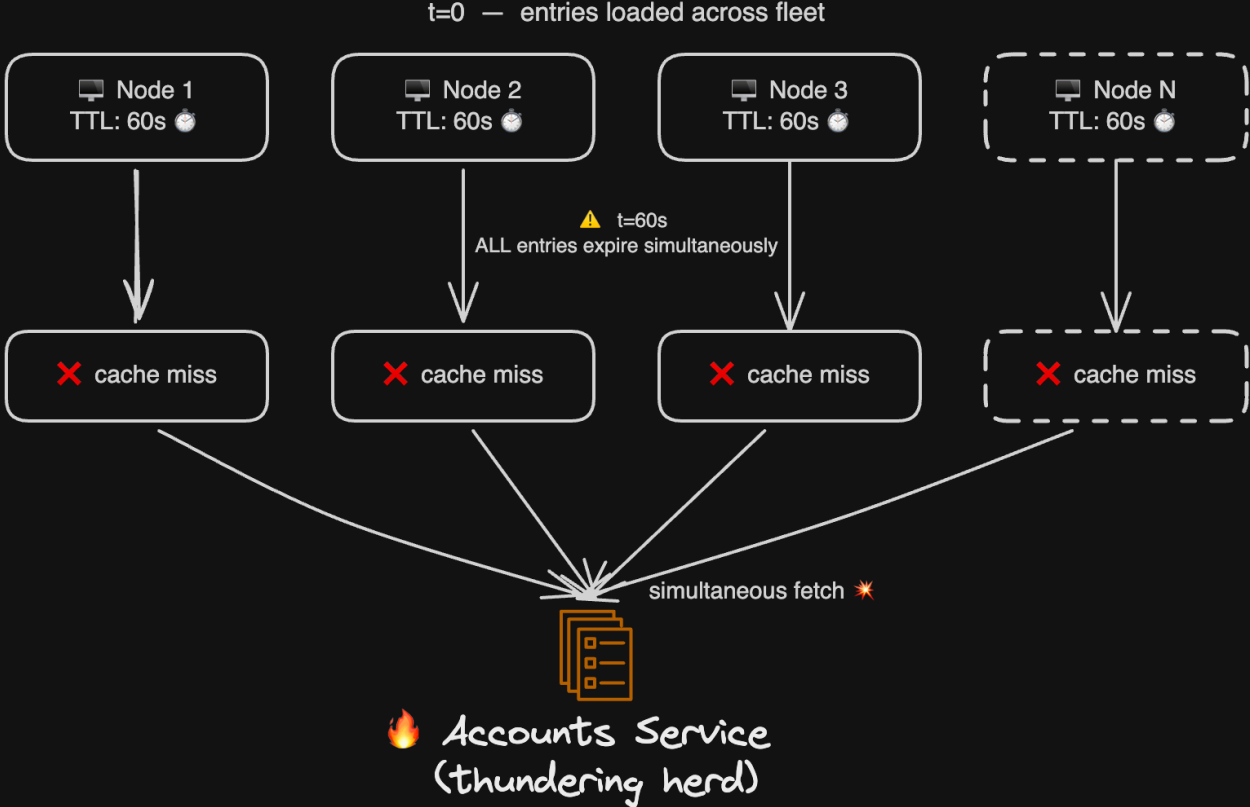 t=0 — entries loaded across fleet
Node 1
TTL: 60s
Node 2
TTL: 60s
Node 3
TTL: 60s
Node N
TTL: 60s
t=60s
ALL entries expire simultaneously
cache miss
cache miss
cache miss
cache miss
simultaneous fetch
Accounts Service
(thundering herd)